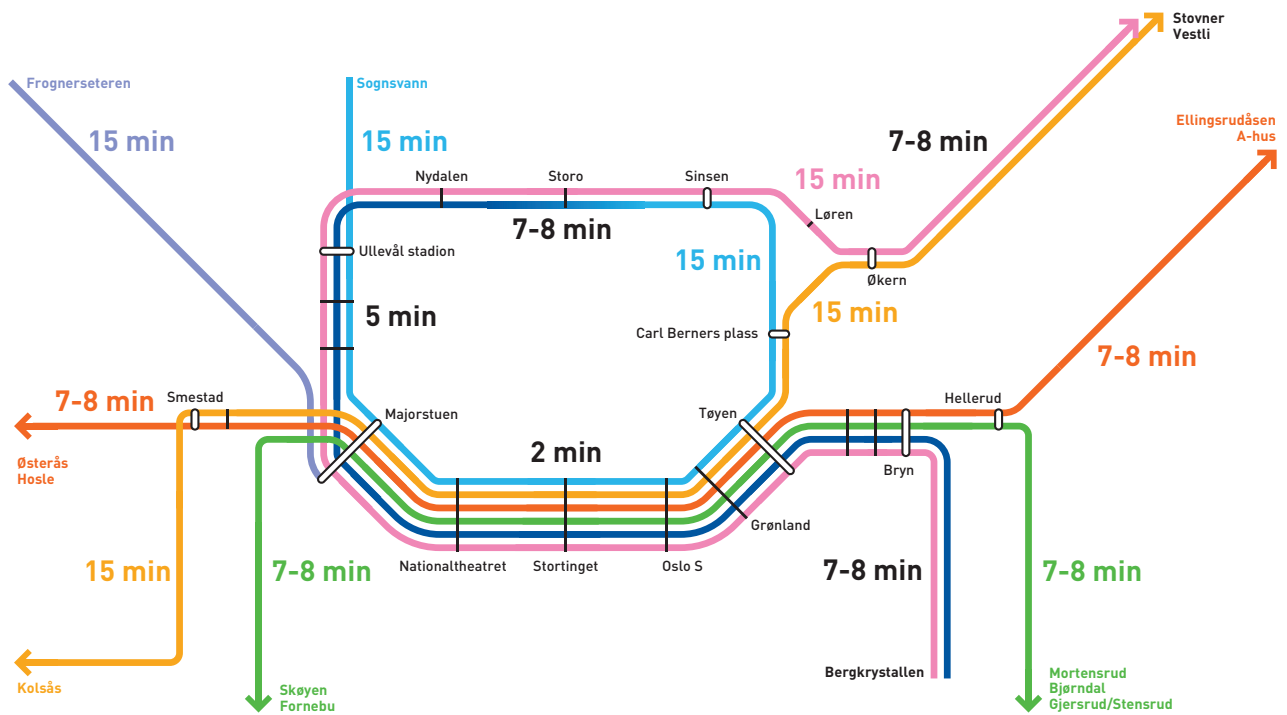 Stovner
Vestli
Frognerseteren
Sognsvann
Ellingsrudåsen
A-hus
15 min
15 min
7-8 min
Nydalen
Storo
Sinsen
15 min
Løren
7-8 min
Ullevål stadion
15 min
Økern
5 min
15 min
Carl Berners plass
7-8 min
Smestad
7-8 min
Hellerud
Majorstuen
Tøyen
2 min
Østerås
Hosle
Bryn
Grønland
Nationaltheatret
Stortinget
Oslo S
15 min
7-8 min
7-8 min
7-8 min
Bergkrystallen
Mortensrud
Bjørndal
Gjersrud/Stensrud
Kolsås
Skøyen
Fornebu